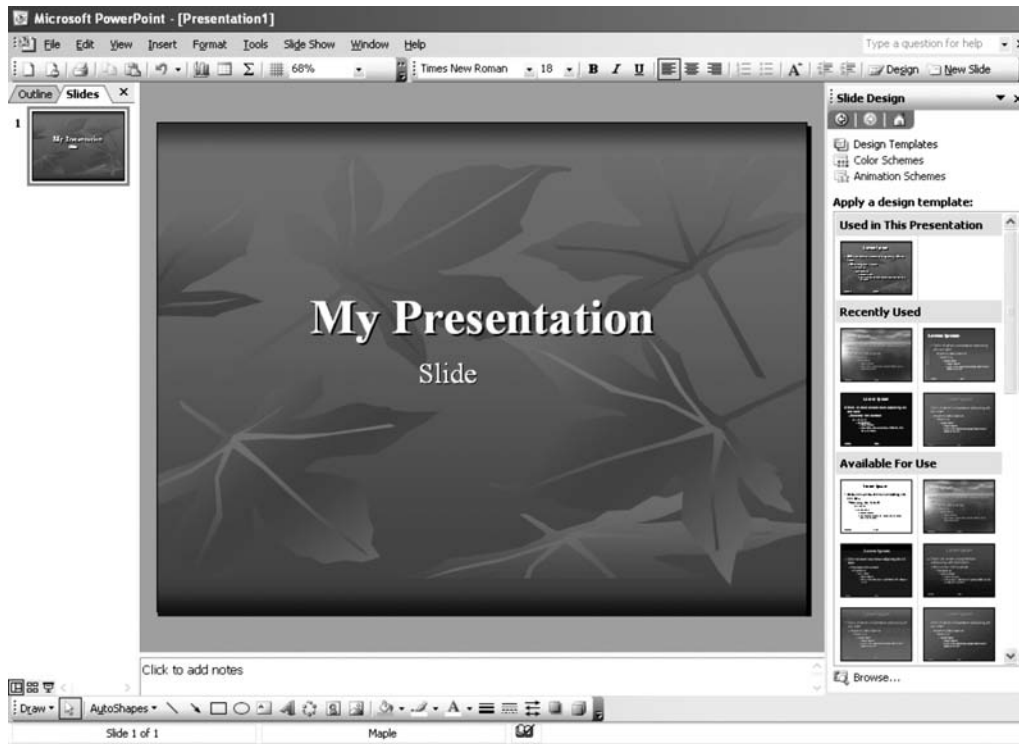 Microsoft PowerPoint - [Presentation1]
File Edit View Insert Format Tools Slide Show Window Help
Type a question for help
68% Times New Roman 18 B I U Design New Slide
Outline Slides
Slide Design
1
My Presentation
Design Templates
Color Schemes
Animation Schemes
Apply a design template:
Used in This Presentation
Recently Used
My Presentation
Slide
Available For Use
Browse...
Click to add notes
Draw AutoShapes
Slide 1 of 1 Maple